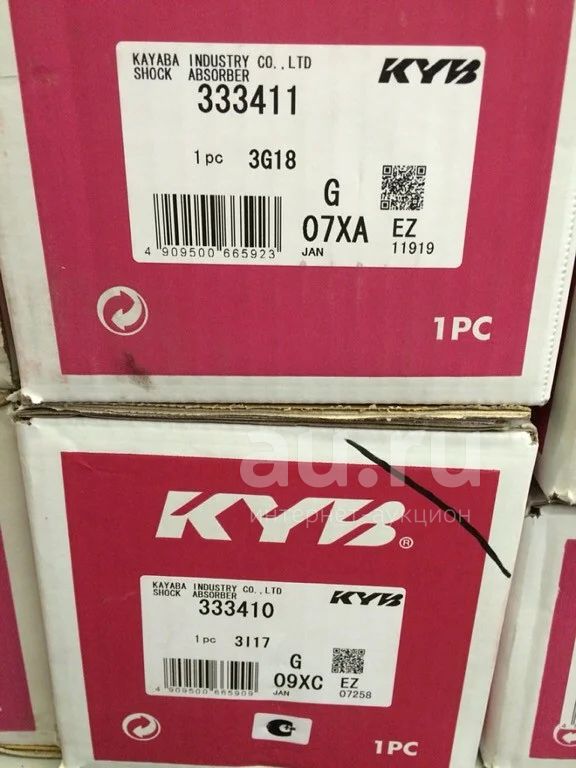 KAYABA INDUSTRY CO.,LTD
SHOCK ABSORBER
KYB
333411
1pc 3G18
G
07XA EZ
JAN 11919
4 909500 665923
1PC
au.ru
интернет-аукцион
KYB®
KAYABA INDUSTRY CO.,LTD
SHOCK ABSORBER
KYB
333410
1pc 3I17
G
09XC EZ
JAN 07258
4 909500 665909
1PC